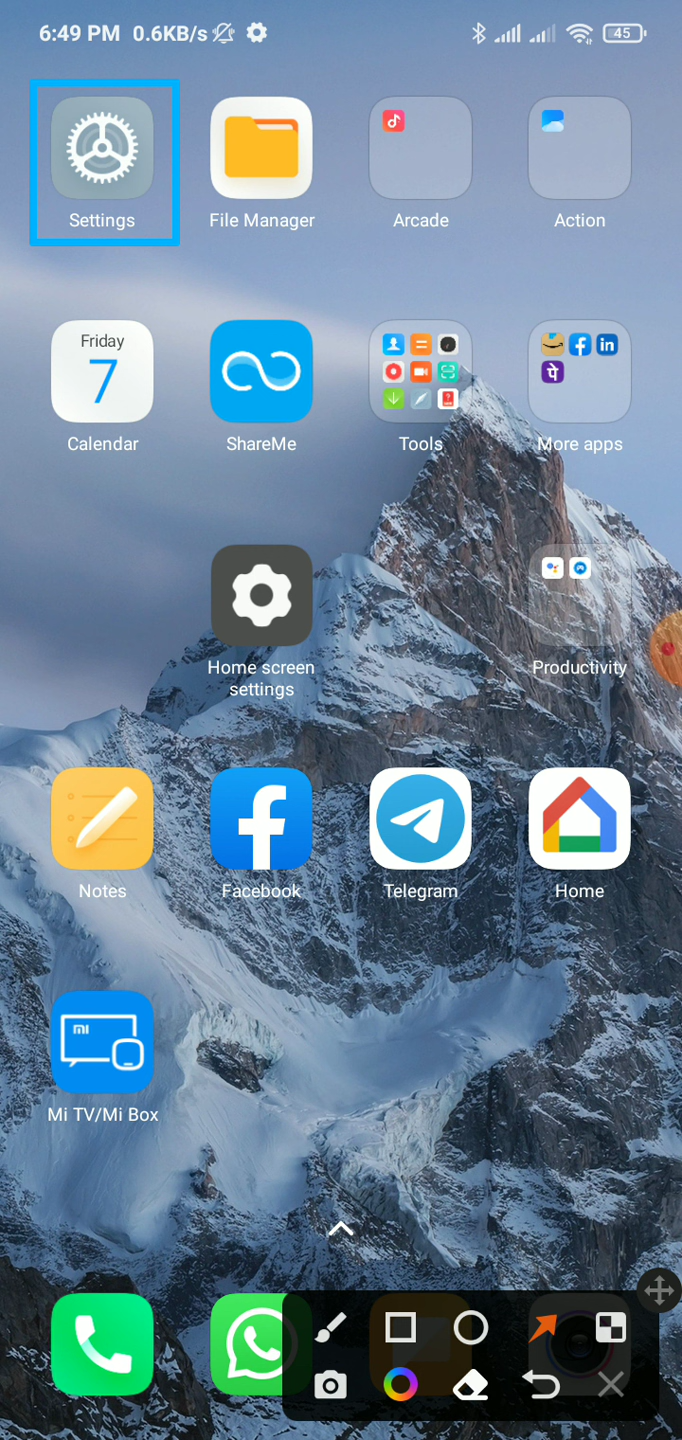 6:49 PM 0.6KB/s 45
Settings File Manager Arcade Action
Friday
7
Calendar ShareMe Tools More apps
Home screen
settings
Productivity
Notes Facebook Telegram Home
mi
Mi TV/Mi Box